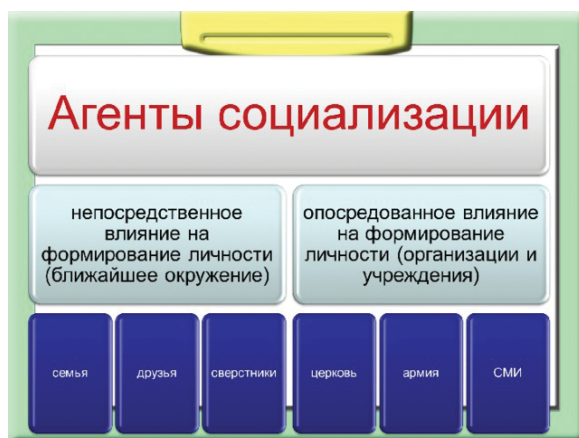 Агенты социализации
непосредственное
влияние на
формирование личности
(ближайшее окружение)
опосредованное влияние
на формирование
личности (организации и
учреждения)
семья
друзья
сверстники
церковь
армия
СМИ